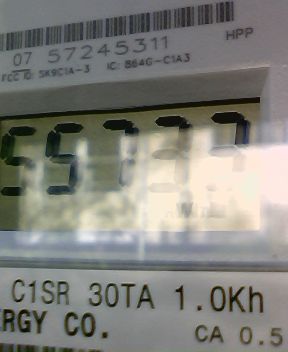 07 57245311
HPP
FCC ID: SK9C1A-3 IC: 864G-C1A3
C1SR 30TA 1.0Kh
RGY CO.
CA 0.5